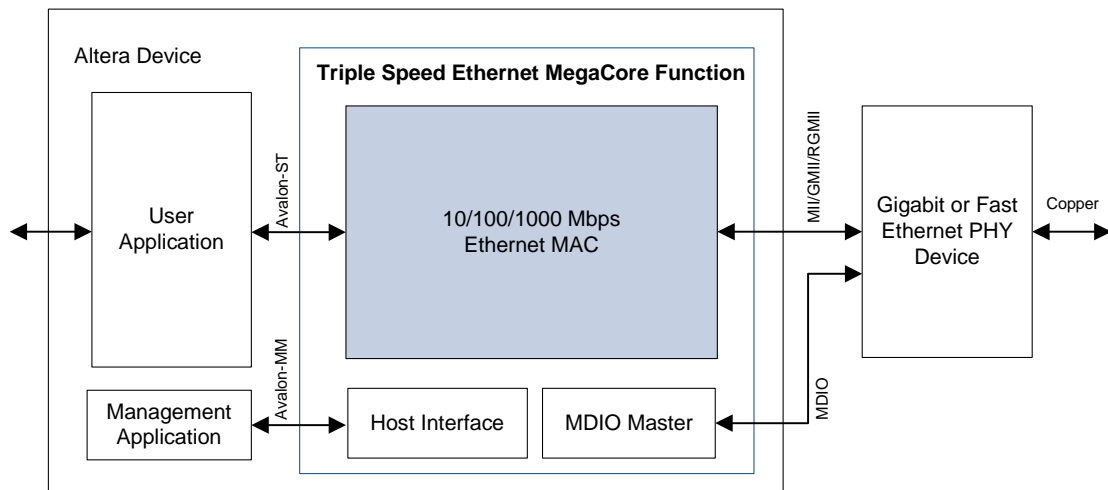 Altera Device
Triple Speed Ethernet MegaCore Function
User
Application
Avalon-ST
10/100/1000 Mbps
Ethernet MAC
MII/GMII/RGMII
Gigabit or Fast
Ethernet PHY
Device
Copper
Management
Application
Avalon-MM
Host Interface
MDIO Master
MDIO